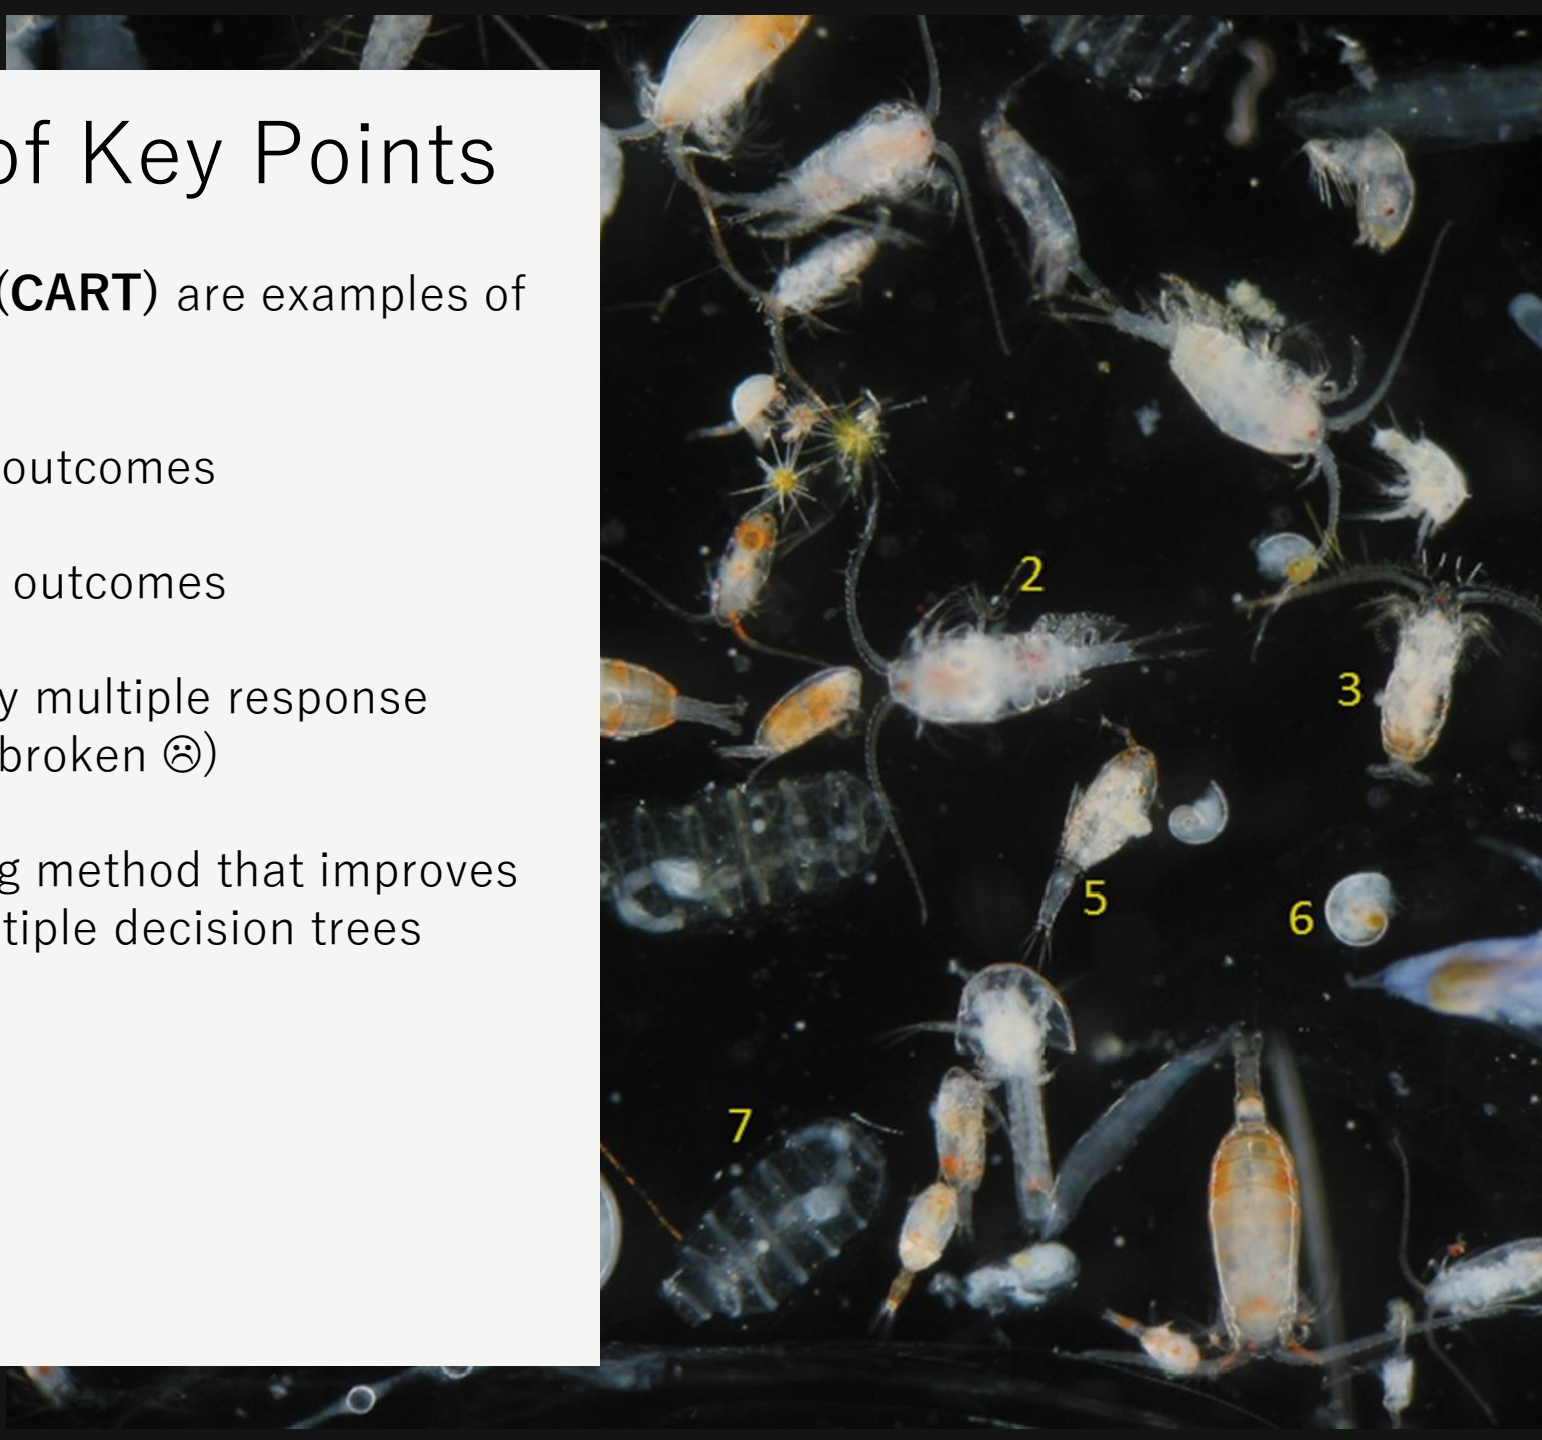 of Key Points
(CART) are examples of
outcomes
outcomes
y multiple response
broken ☹)
g method that improves
tiple decision trees
2
3
5
6
7